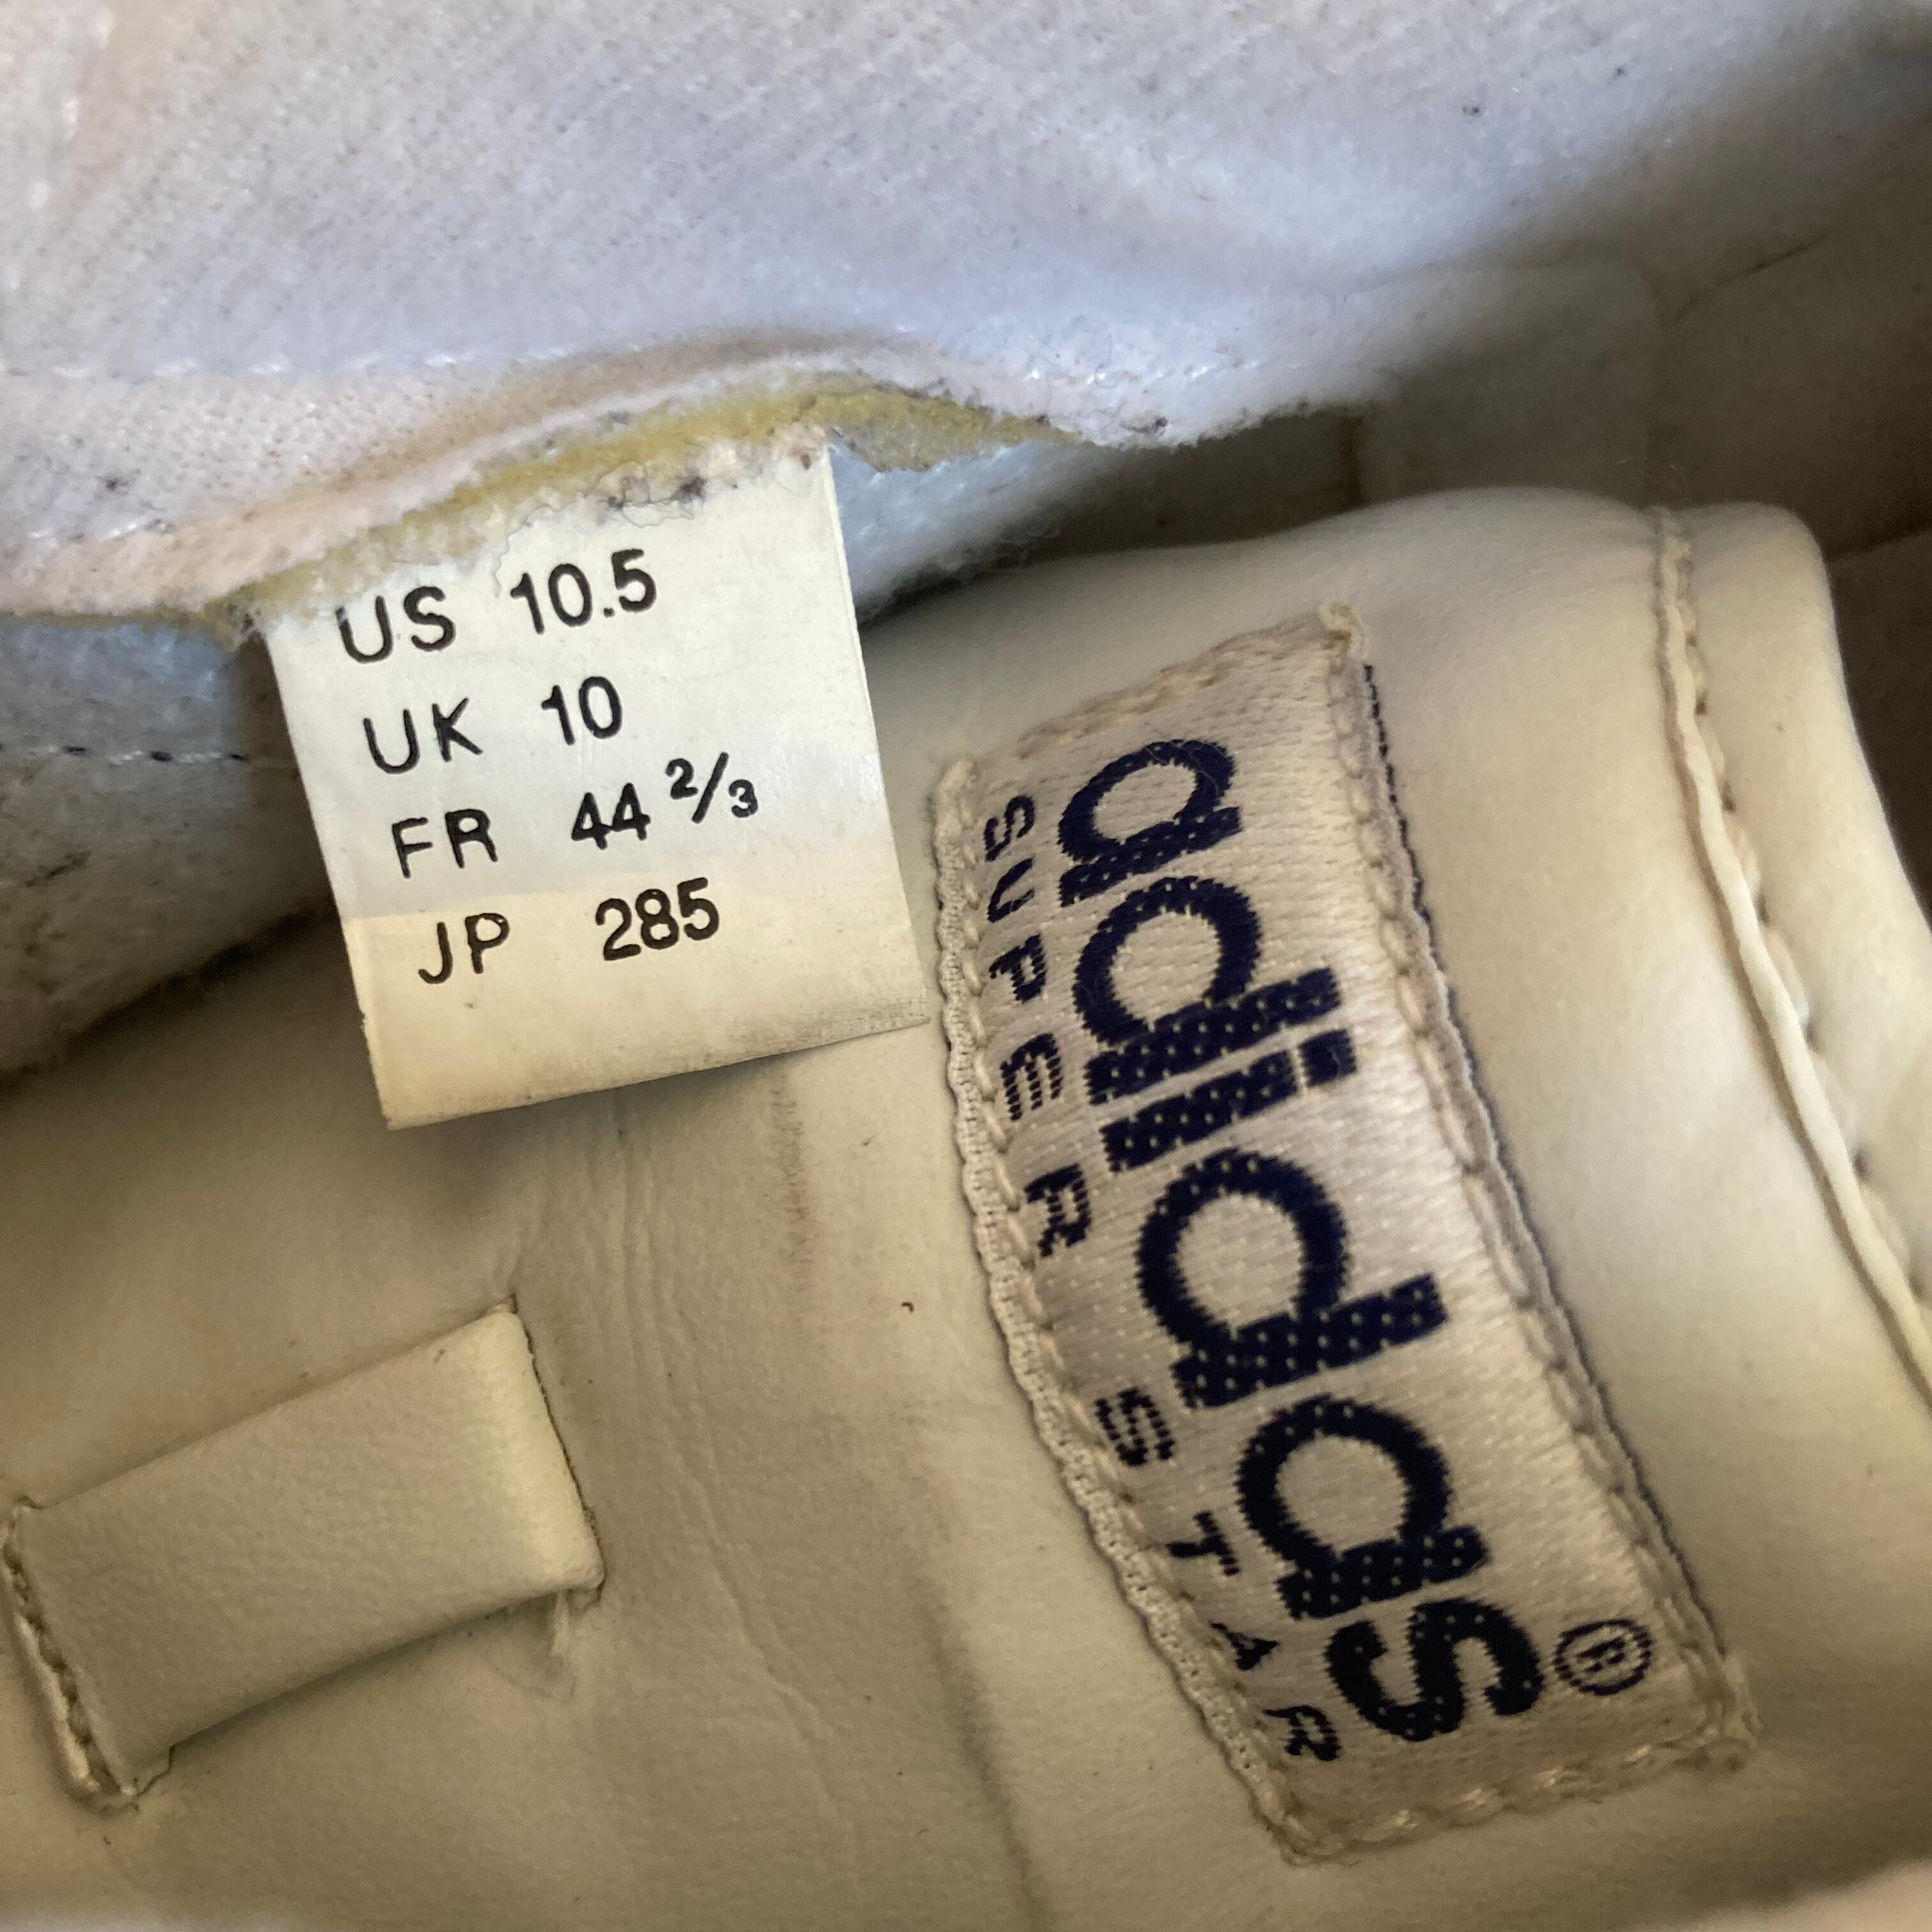 US 10.5
UK 10
FR 44 2/3
JP 285
adidas®
SUPER STAR